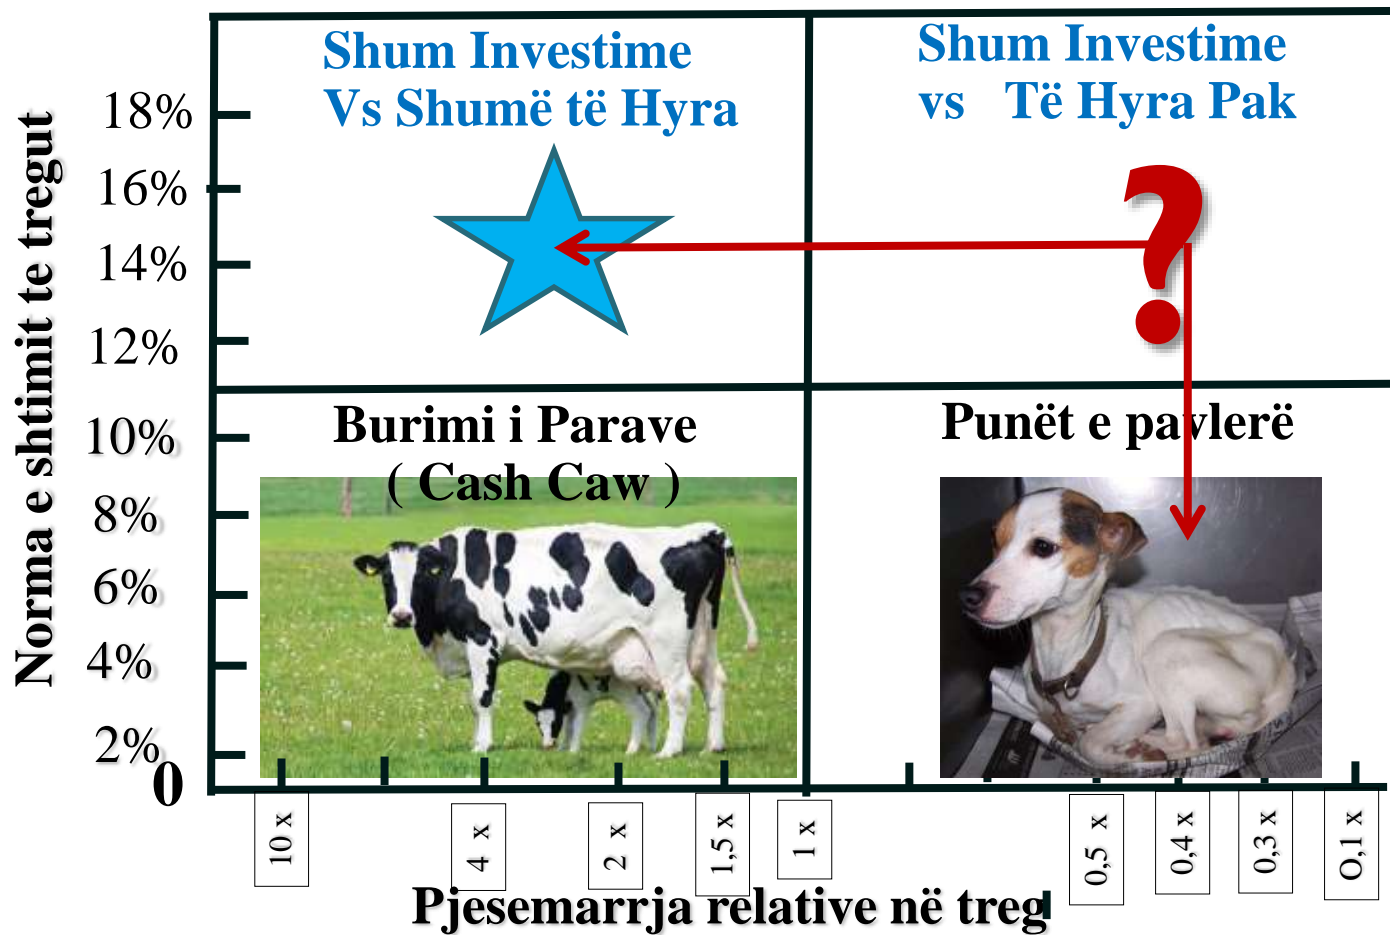 Shum Investime
Vs Shumë të Hyra
Shum Investime
vs Të Hyra Pak
?
Norma e shtimit te tregut
18%
16%
14%
12%
10%
8%
6%
4%
2%
0
Burimi i Parave
( Cash Caw )
Punët e pavlerë
10 x
4 x
2 x
1,5 x
1 x
0,5 x
0,4 x
0,3 x
O,1 x
Pjesemarrja relative në treg